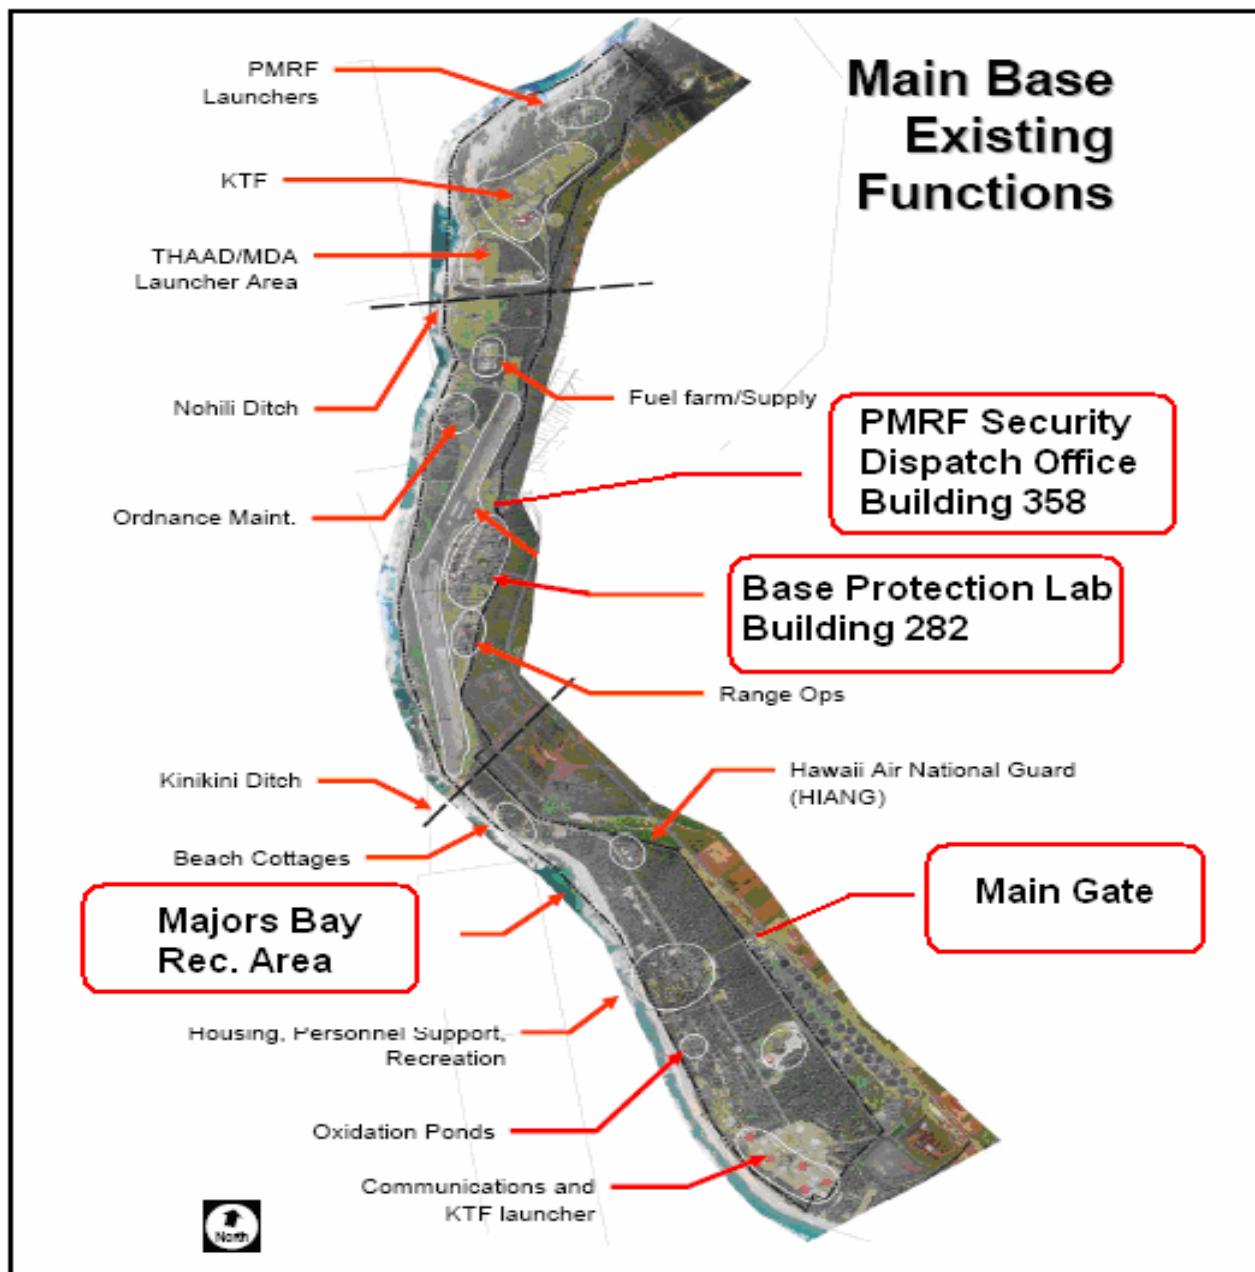 Main Base
Existing
Functions
PMRF
Launchers
KTF
THAAD/MDA
Launcher Area
Nohili Ditch
Fuel farm/Supply
PMRF Security
Dispatch Office
Building 358
Ordnance Maint.
Base Protection Lab
Building 282
Range Ops
Kinikini Ditch
Hawaii Air National Guard
(HIANG)
Beach Cottages
Main Gate
Majors Bay
Rec. Area
Housing, Personnel Support,
Recreation
Oxidation Ponds
Communications and
KTF launcher
North